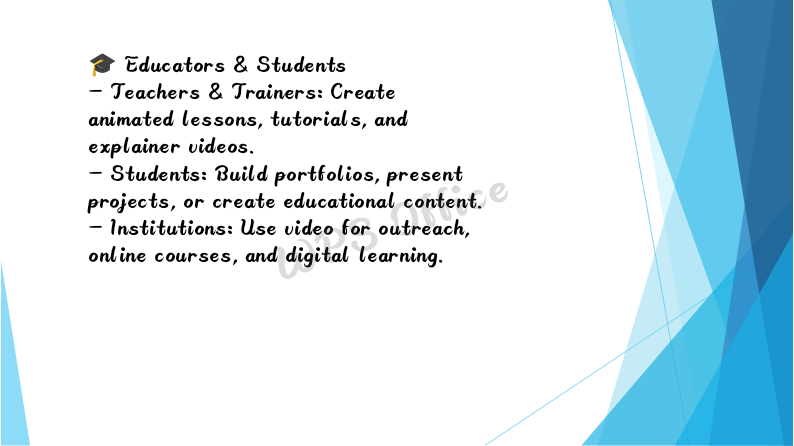 🎓 Educators & Students
– Teachers & Trainers: Create
animated lessons, tutorials, and
explainer videos.
– Students: Build portfolios, present
projects, or create educational content.
– Institutions: Use video for outreach,
online courses, and digital learning.
WPS Office